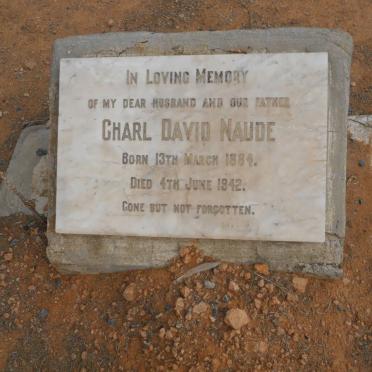 In Loving Memory
of my dear husband and our father
Charl David Naude
Born 13th March 1884.
Died 4th June 1942.
Gone but not forgotten.